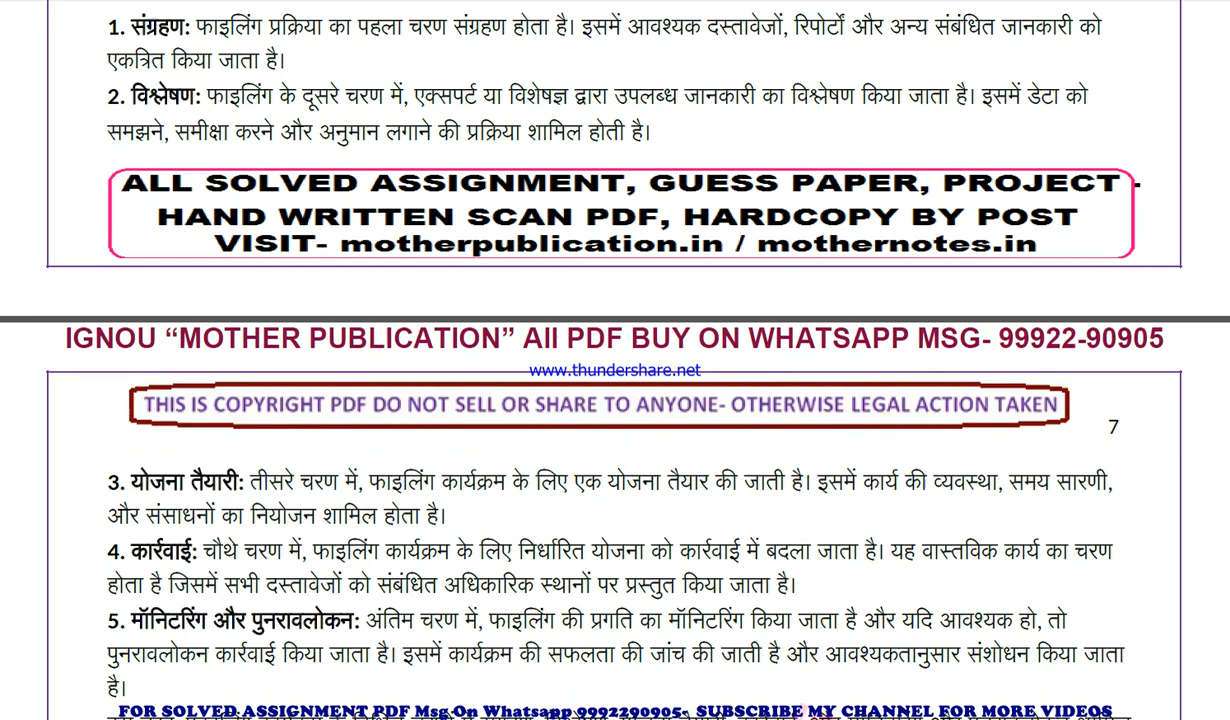 1. संग्रहण: फाइलिंग प्रक्रिया का पहला चरण संग्रहण होता है। इसमें आवश्यक दस्तावेजों, रिपोर्टों और अन्य संबंधित जानकारी को
एकत्रित किया जाता है।
2. विश्लेषण: फाइलिंग के दूसरे चरण में, एक्सपर्ट या विशेषज्ञ द्वारा उपलब्ध जानकारी का विश्लेषण किया जाता है। इसमें डेटा को
समझने, समीक्षा करने और अनुमान लगाने की प्रक्रिया शामिल होती है।
ALL SOLVED ASSIGNMENT, GUESS PAPER, PROJECT -
HAND WRITTEN SCAN PDF, HARDCOPY BY POST
VISIT- motherpublication.in / mothernotes.in
IGNOU “MOTHER PUBLICATION” All PDF BUY ON WHATSAPP MSG- 99922-90905
www.thundershare.net
THIS IS COPYRIGHT PDF DO NOT SELL OR SHARE TO ANYONE- OTHERWISE LEGAL ACTION TAKEN
7
3. योजना तैयारी: तीसरे चरण में, फाइलिंग कार्यक्रम के लिए एक योजना तैयार की जाती है। इसमें कार्य की व्यवस्था, समय सारणी,
और संसाधनों का नियोजन शामिल होता है।
4. कार्रवाई: चौथे चरण में, फाइलिंग कार्यक्रम के लिए निर्धारित योजना को कार्रवाई में बदला जाता है। यह वास्तविक कार्य का चरण
होता है जिसमें सभी दस्तावेजों को संबंधित अधिकारिक स्थानों पर प्रस्तुत किया जाता है।
5. मॉनिटरिंग और पुनरावलोकन: अंतिम चरण में, फाइलिंग की प्रगति का मॉनिटरिंग किया जाता है और यदि आवश्यक हो, तो
पुनरावलोकन कार्रवाई किया जाता है। इसमें कार्यक्रम की सफलता की जांच की जाती है और आवश्यकतानुसार संशोधन किया जाता
है।
FOR SOLVED ASSIGNMENT PDF Msg On Whatsapp 9992290905- SUBSCRIBE MY CHANNEL FOR MORE VIDEOS